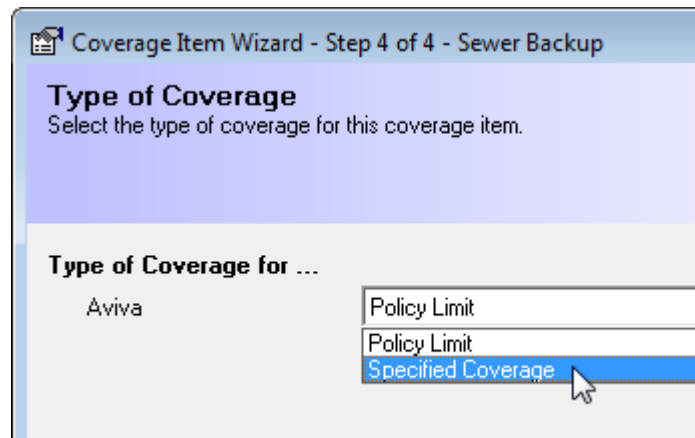 Coverage Item Wizard - Step 4 of 4 - Sewer Backup
Type of Coverage
Select the type of coverage for this coverage item.
Type of Coverage for ...
Aviva Policy Limit
Policy Limit
Specified Coverage